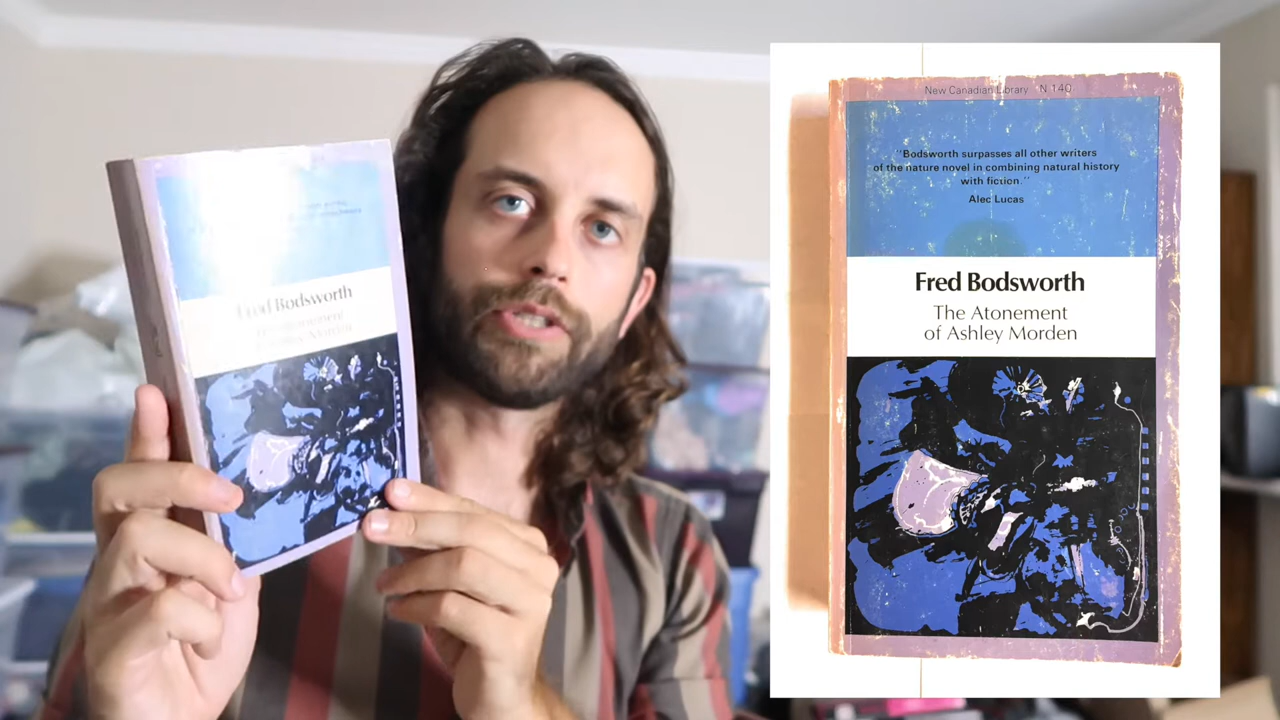 Fred Bodsworth
New Canadian Library N 140
"Bodsworth surpasses all other writers
of the nature novel in combining natural history
with fiction."
Alec Lucas
Fred Bodsworth
The Atonement
of Ashley Morden